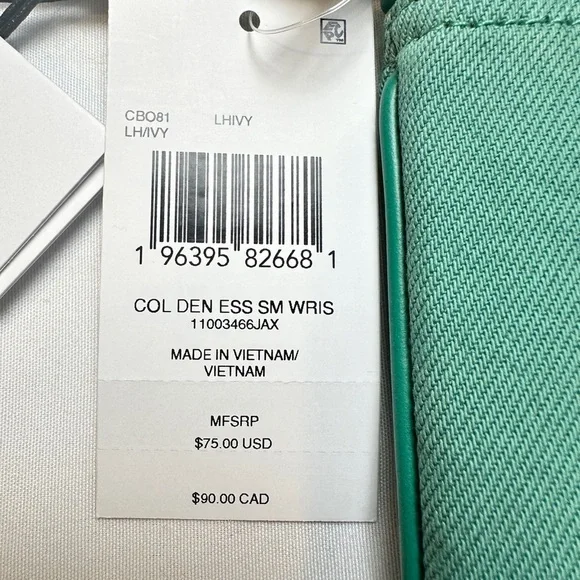 CBO81 LHIVY
LH/IVY
1 96395 82668 1
COL DEN ESS SM WRIS
11003466JAX
MADE IN VIETNAM/
VIETNAM
MFSRP
$75.00 USD
$90.00 CAD